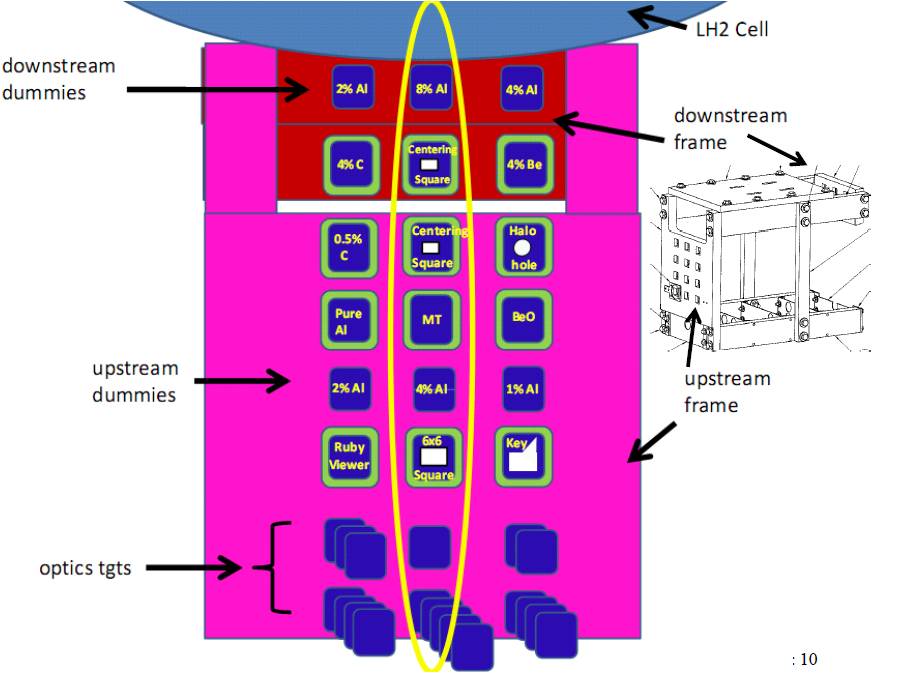 LH2 Cell
downstream
dummies
2% Al
8% Al
4% Al
downstream
frame
4% C
Centering
Square
4% Be
0.5%
C
Centering
Square
Halo
hole
Pure
Al
MT
BeO
upstream
dummies
2% Al
4% Al
1% Al
upstream
frame
Ruby
Viewer
6x6
Square
Key
optics tgts
: 10